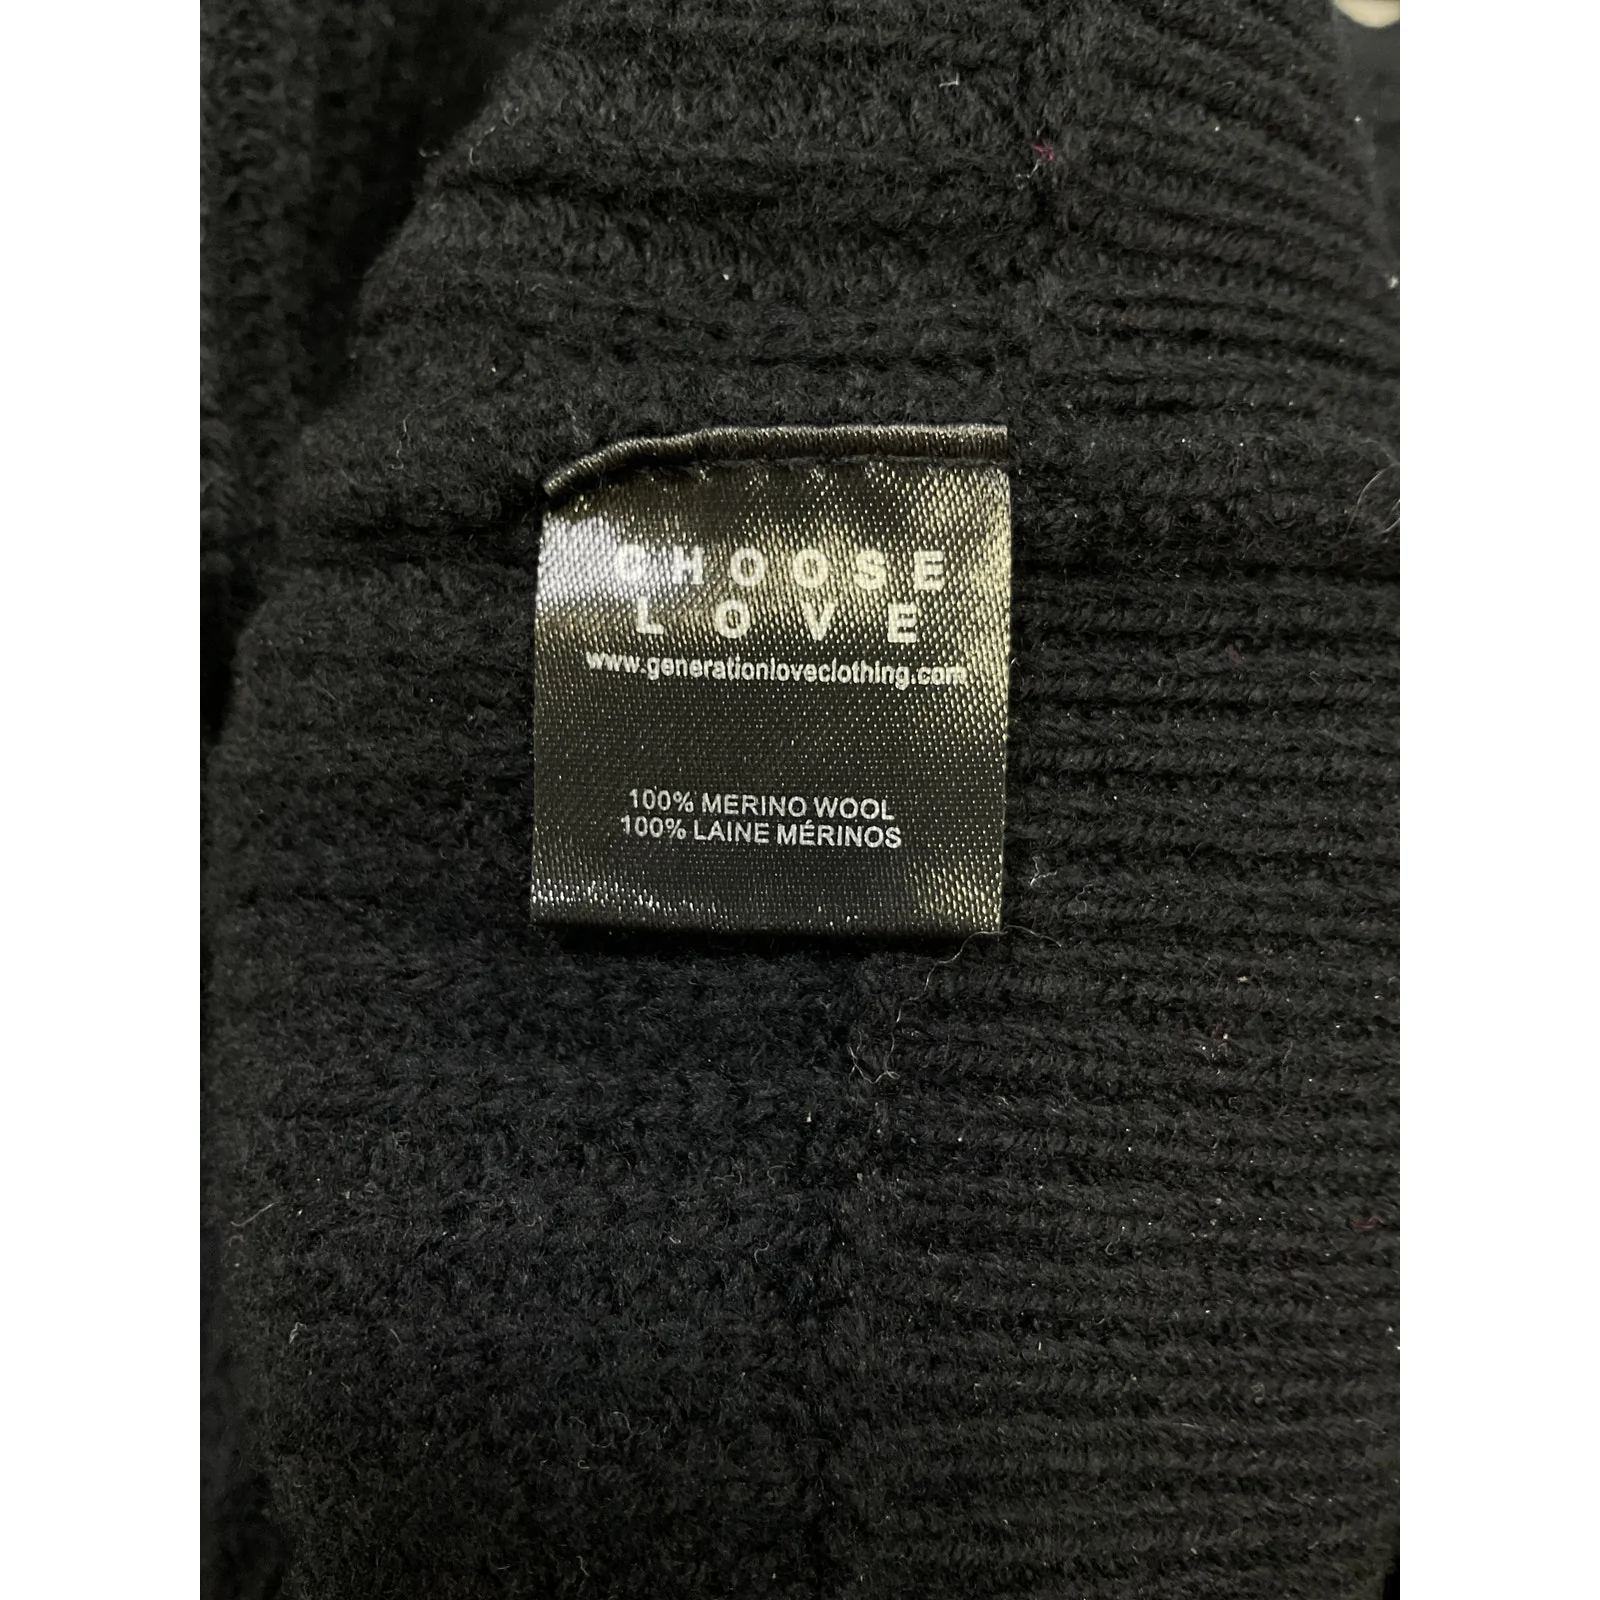 CHOOSE
LOVE
www.generationloveclothing.com
100% MERINO WOOL
100% LAINE MÉRINOS